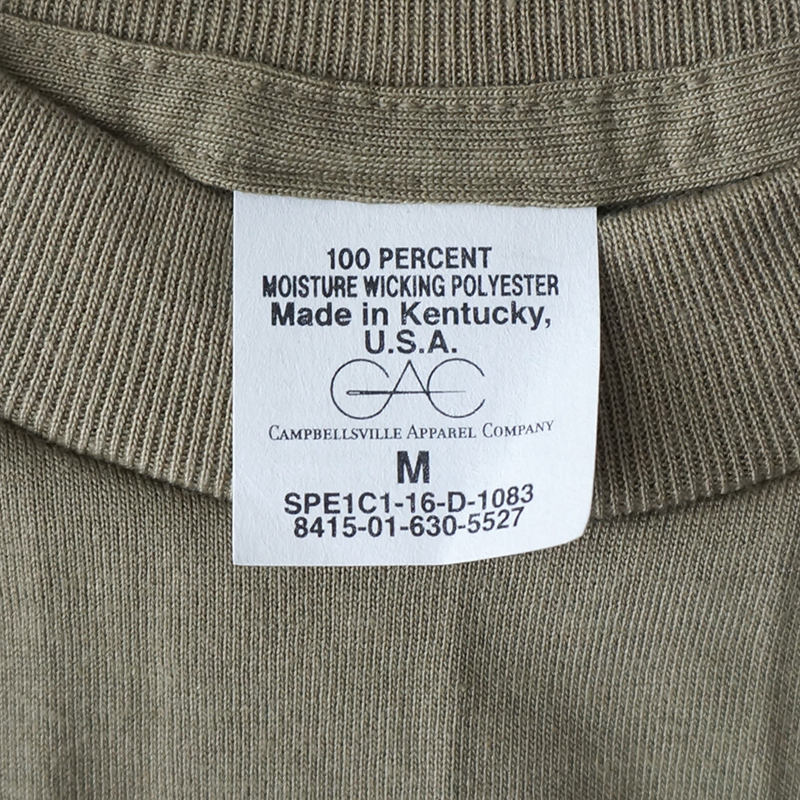 100 PERCENT
MOISTURE WICKING POLYESTER
Made in Kentucky,
U.S.A.
CAC
CAMPBELLSVILLE APPAREL COMPANY
M
SPE1C1-16-D-1083
8415-01-630-5527